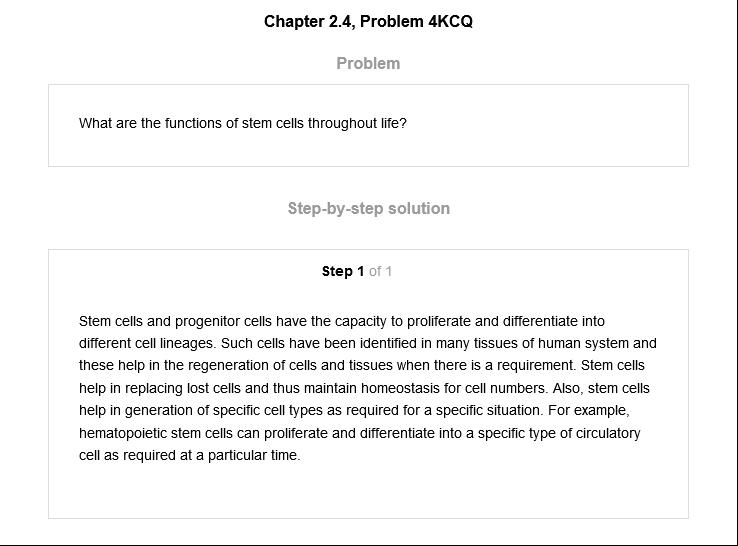 Chapter 2.4, Problem 4KCQ
Problem
What are the functions of stem cells throughout life?
Step-by-step solution
Step 1 of 1
Stem cells and progenitor cells have the capacity to proliferate and differentiate into
different cell lineages. Such cells have been identified in many tissues of human system and
these help in the regeneration of cells and tissues when there is a requirement. Stem cells
help in replacing lost cells and thus maintain homeostasis for cell numbers. Also, stem cells
help in generation of specific cell types as required for a specific situation. For example,
hematopoietic stem cells can proliferate and differentiate into a specific type of circulatory
cell as required at a particular time.